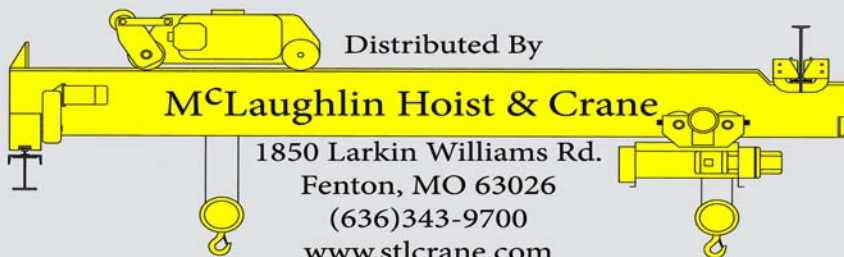 Distributed By
McLaughlin Hoist & Crane
1850 Larkin Williams Rd.
Fenton, MO 63026
(636)343-9700
www.stlcrane.com